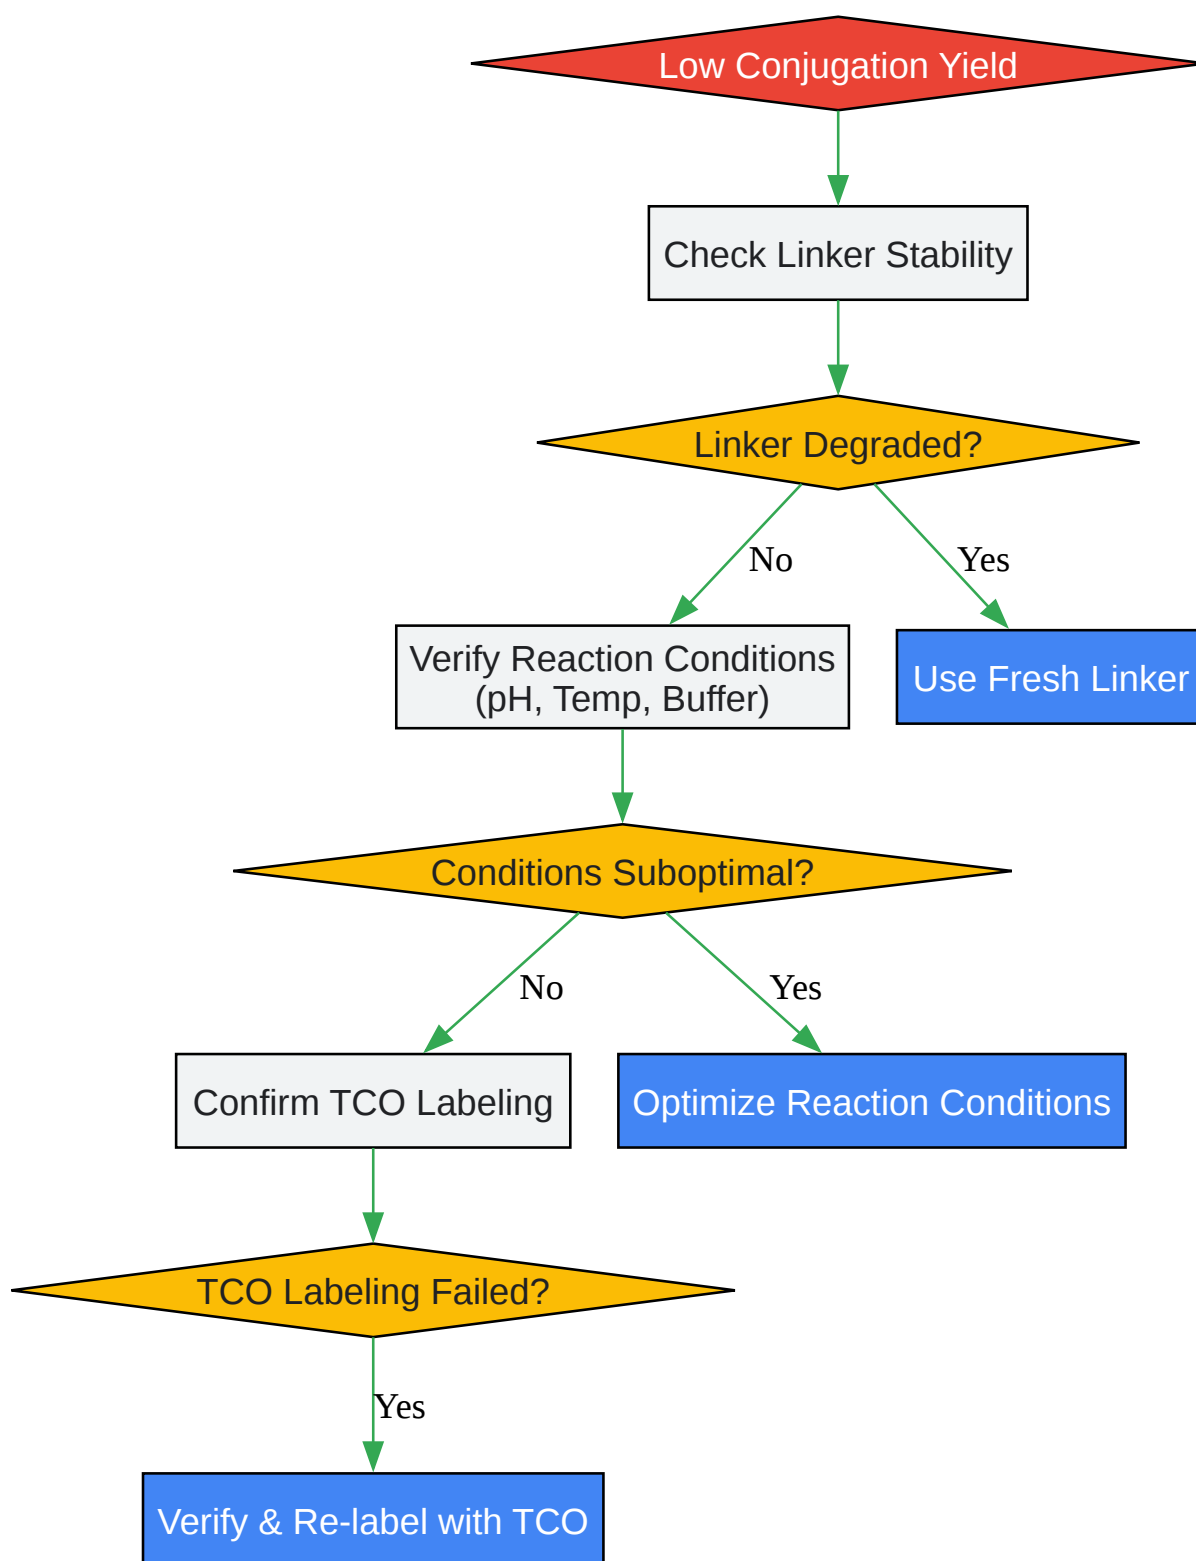 Low Conjugation Yield
Check Linker Stability
Linker Degraded?
No
Yes
Verify Reaction Conditions
(pH, Temp, Buffer)
Use Fresh Linker
Conditions Suboptimal?
No
Yes
Confirm TCO Labeling
Optimize Reaction Conditions
TCO Labeling Failed?
Yes
Verify & Re-label with TCO